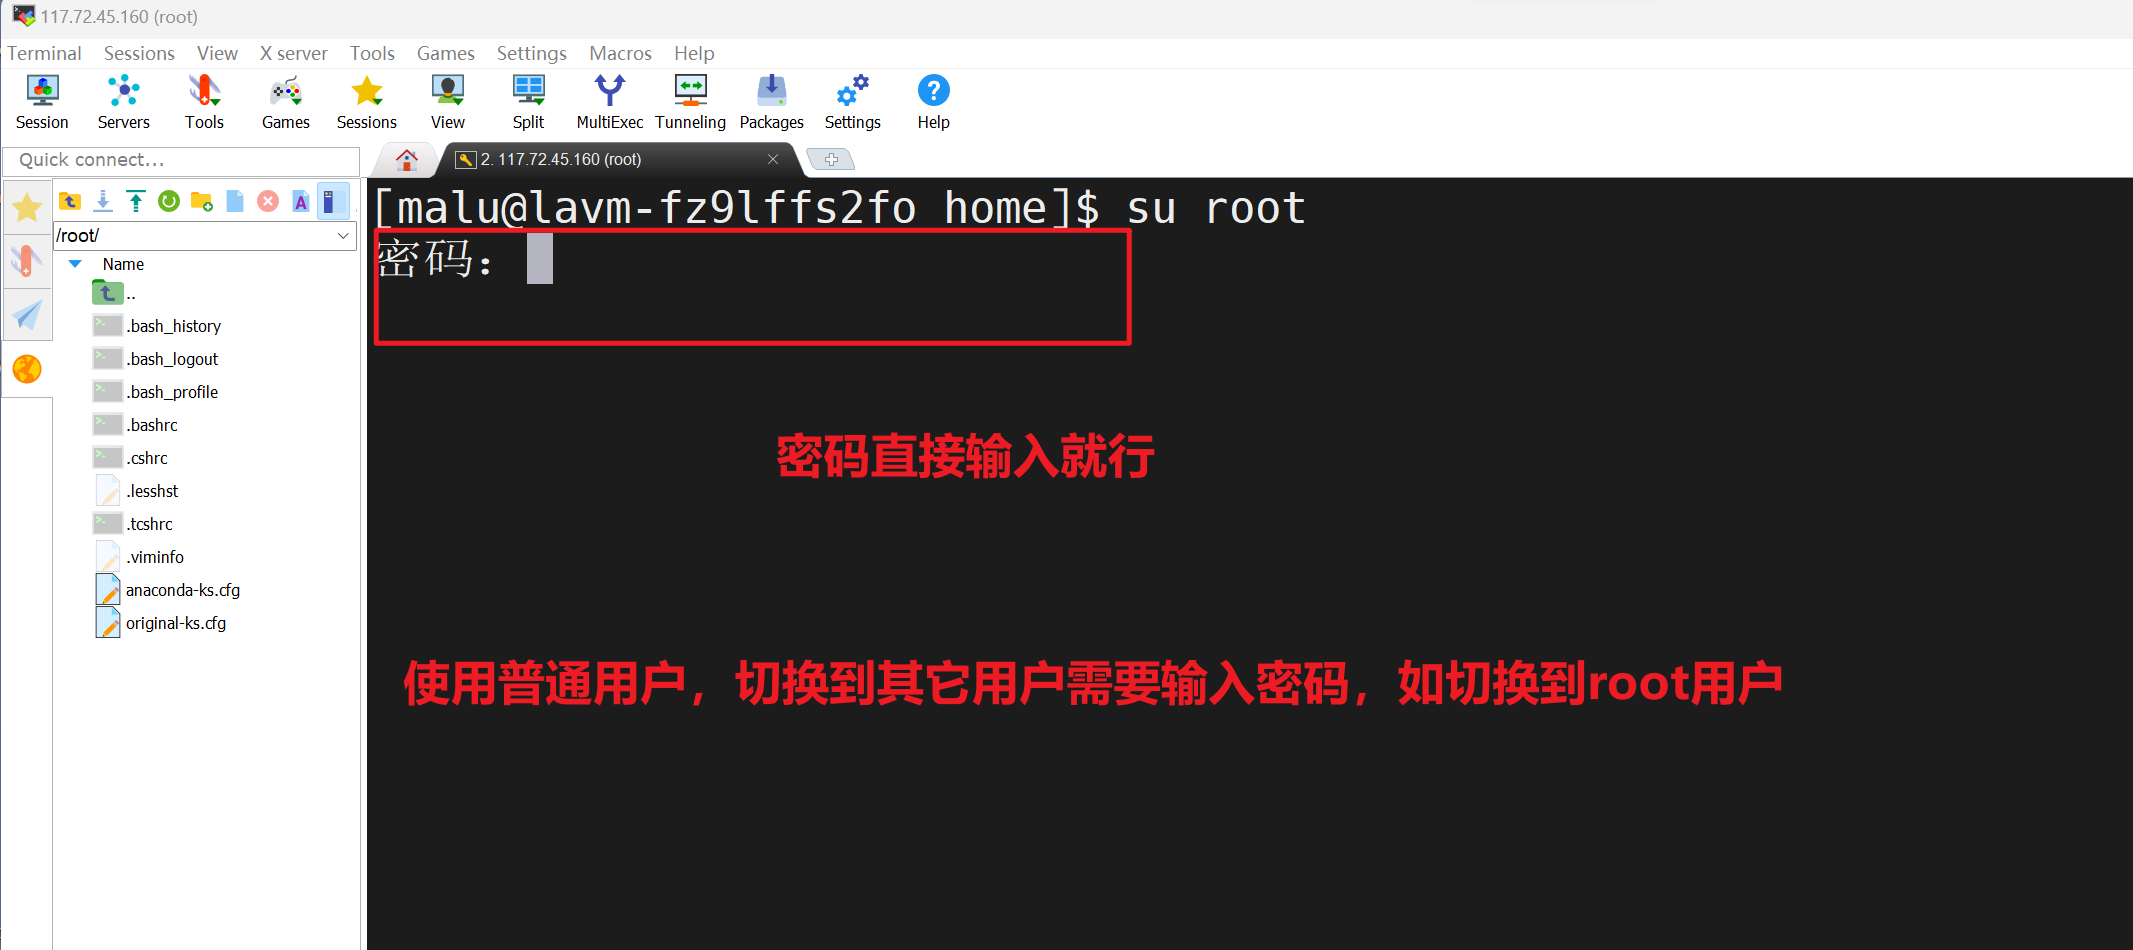 117.72.45.160 (root)
Terminal Sessions View X server Tools Games Settings Macros Help
Session Servers Tools Games Sessions View Split MultiExec Tunneling Packages Settings Help
Quick connect...
2. 117.72.45.160 (root)
/root/
Name
..
.bash_history
.bash_logout
.bash_profile
.bashrc
.cshrc
.lesshst
.tcshrc
.viminfo
anaconda-ks.cfg
original-ks.cfg
[malu@lavm-fz9lffs2fo home]$ su root
密码：
密码直接输入就行
使用普通用户，切换到其它用户需要输入密码，如切换到root用户